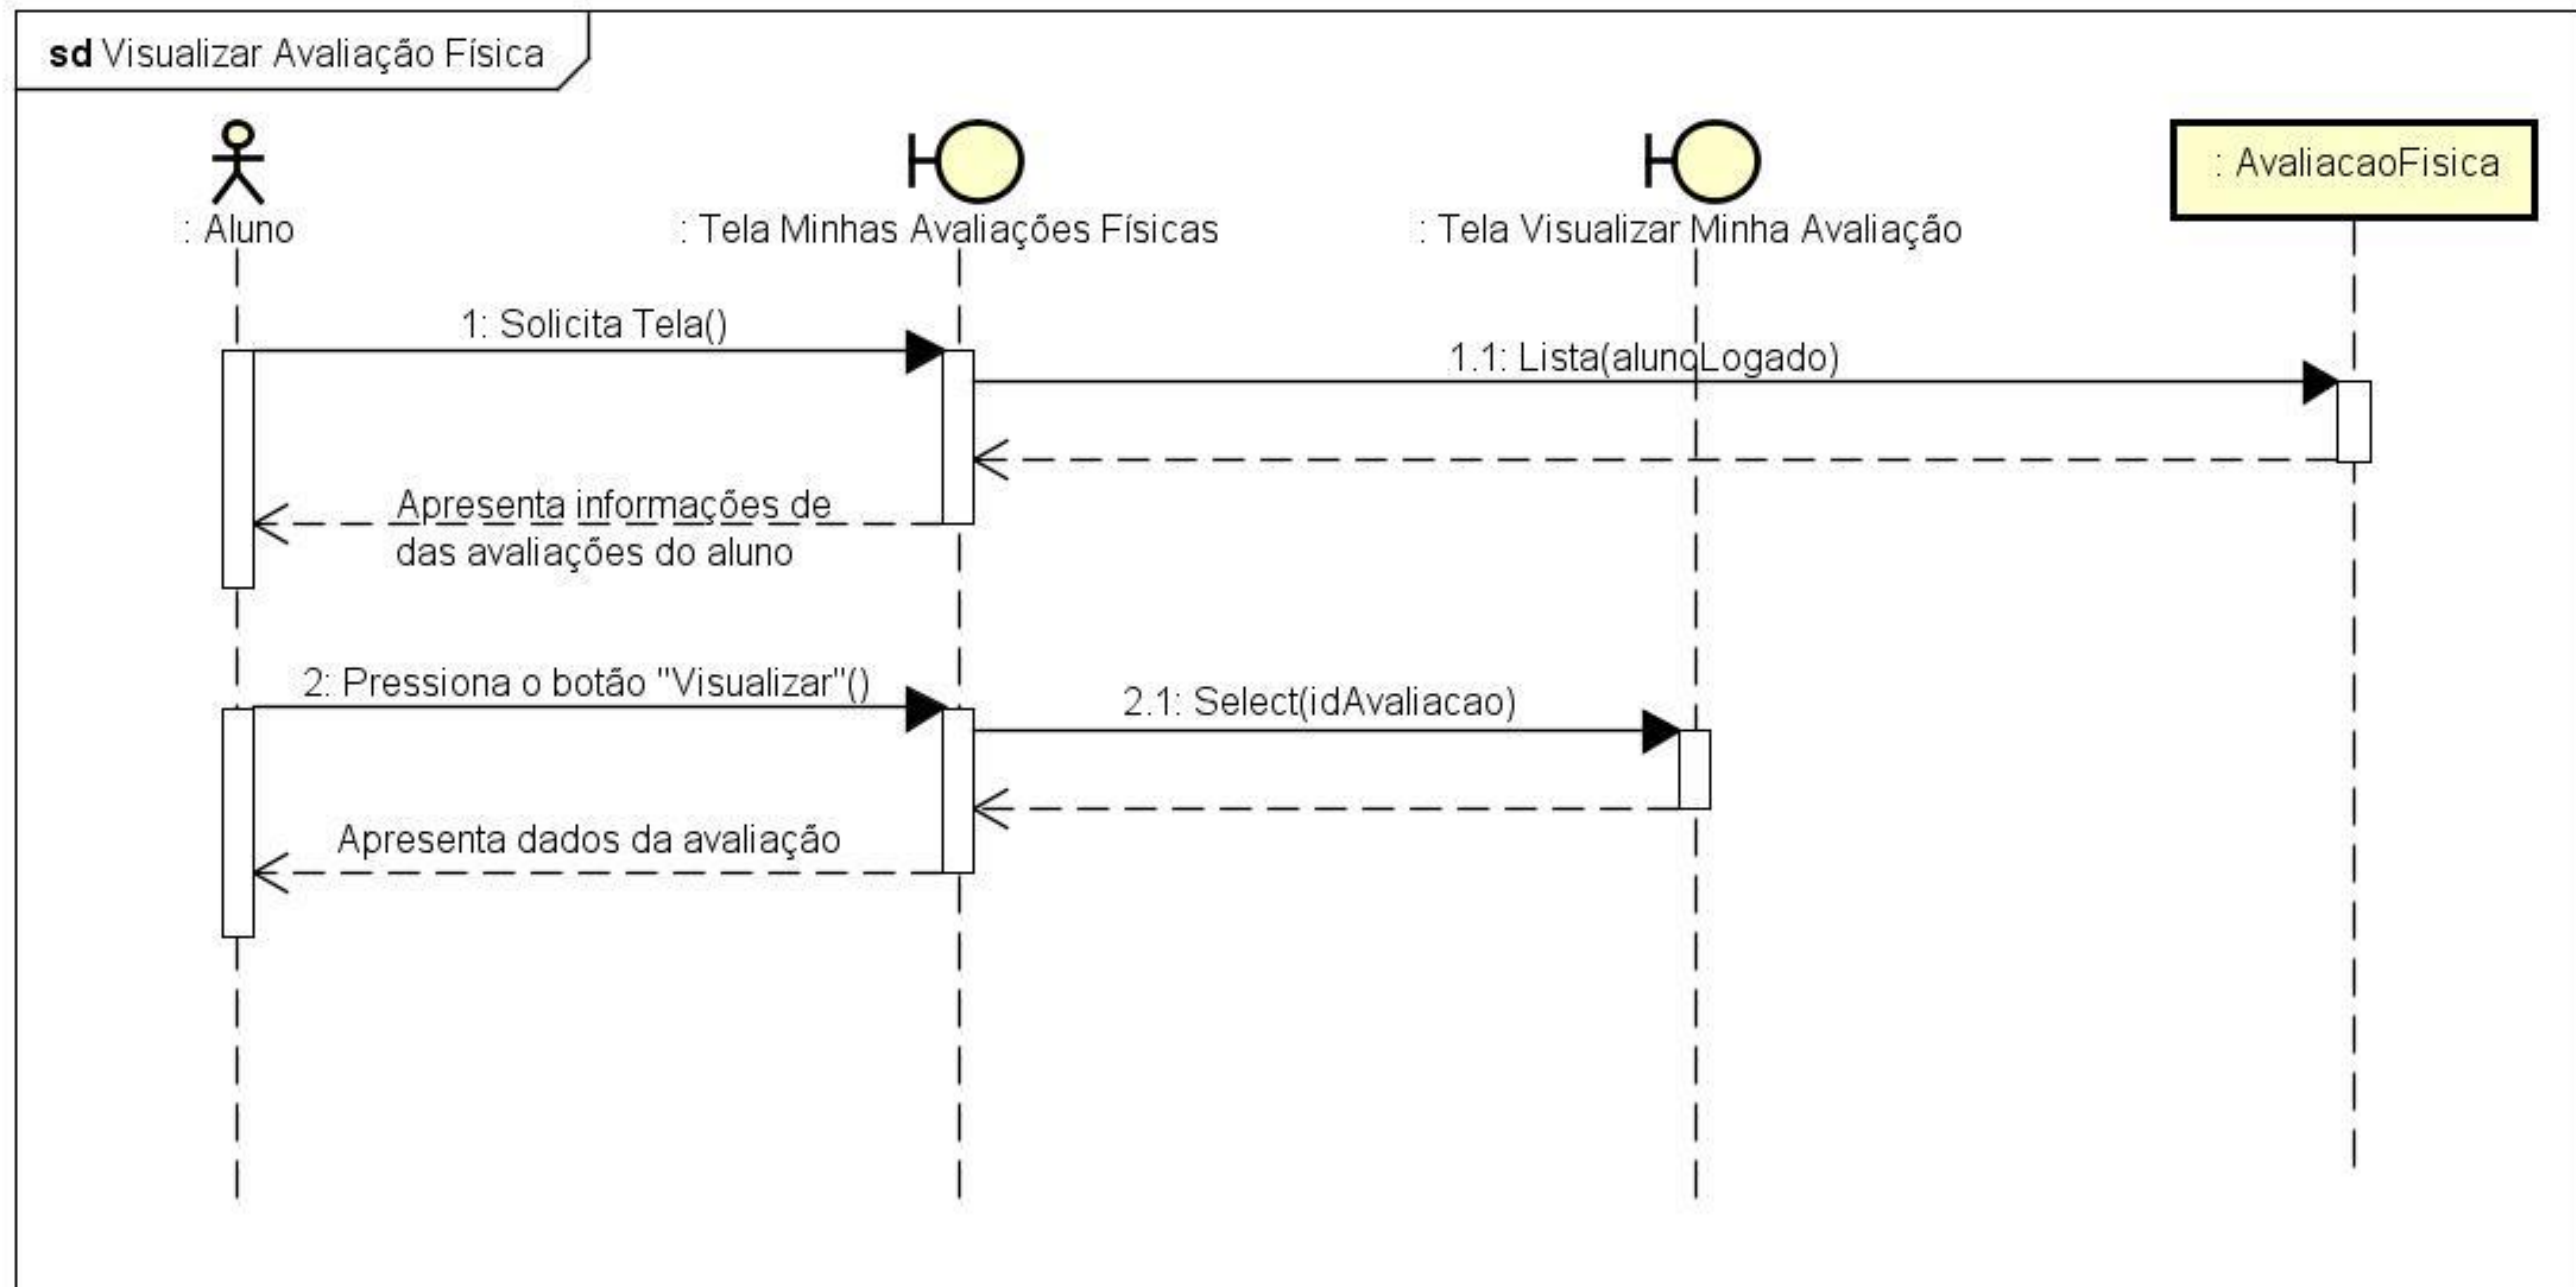 sd Visualizar Avaliação Física
: Aluno
: Tela Minhas Avaliações Físicas
: Tela Visualizar Minha Avaliação
: AvaliacaoFisica
1: Solicita Tela()
1.1: Lista(alunoLogado)
Apresenta informações de
das avaliações do aluno
2: Pressiona o botão "Visualizar"()
2.1: Select(idAvaliacao)
Apresenta dados da avaliação